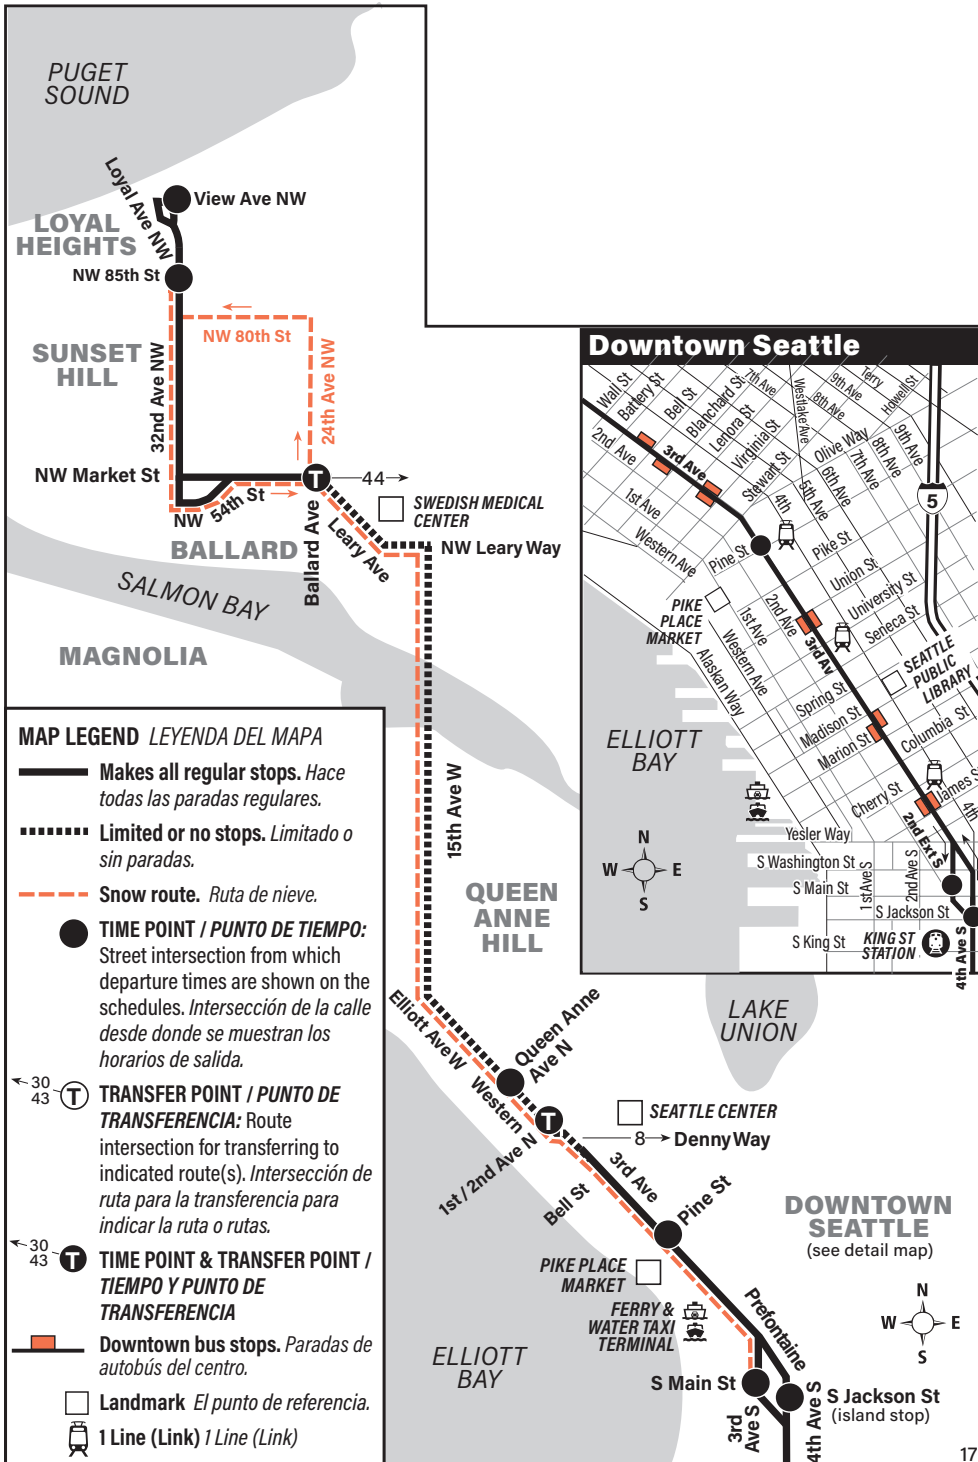 PUGET
SOUND
Loyal Ave NW
View Ave NW
LOYAL
HEIGHTS
NW 85th St
NW 80th St
SUNSET
HILL
32nd Ave NW
24th Ave NW
NW Market St
T
44
NW
54th St
SWEDISH MEDICAL
CENTER
BALLARD
Ballard Ave
Leary Ave
NW Leary Way
SALMON BAY
MAGNOLIA
15th Ave W
QUEEN
ANNE
HILL
Elliott Ave W
Queen Anne
Ave N
LAKE
UNION
Western
T
SEATTLE CENTER
8
Denny Way
1st / 2nd Ave N
3rd Ave
Bell St
Pine St
DOWNTOWN
SEATTLE
(see detail map)
PIKE PLACE
MARKET
FERRY &
WATER TAXI
TERMINAL
Prefontaine
N
W
E
S
ELLIOTT
BAY
S Main St
3rd
Ave S
4th Ave S
S Jackson St
(island stop)
17
MAP LEGEND LEYENDA DEL MAPA
Makes all regular stops. Hace
todas las paradas regulares.
Limited or no stops. Limitado o
sin paradas.
Snow route. Ruta de nieve.
TIME POINT / PUNTO DE TIEMPO:
Street intersection from which
departure times are shown on the
schedules. Intersección de la calle
desde donde se muestran los
horarios de salida.
30
43
T
TRANSFER POINT / PUNTO DE
TRANSFERENCIA: Route
intersection for transferring to
indicated route(s). Intersección de
ruta para la transferencia para
indicar la ruta o rutas.
30
43
T
TIME POINT & TRANSFER POINT /
TIEMPO Y PUNTO DE
TRANSFERENCIA
Downtown bus stops. Paradas de
autobús del centro.
Landmark El punto de referencia.
1 Line (Link) 1 Line (Link)
Downtown Seattle
Wall St
Battery St
Bell St
Blanchard St
Lenora St
Virginia St
Stewart St
7th Ave
Westlake Ave
8th Ave
9th Ave
Terry
Howell St
Olive Way
9th Ave
8th Ave
7th Ave
6th Ave
5th Ave
4th
2nd Ave
3rd Ave
1st Ave
Western Ave
Pine St
Pike St
Union St
University St
Seneca St
5
PIKE
PLACE
MARKET
1st Ave
2nd Ave
Western Ave
Alaskan Way
3rd Av
SEATTLE
PUBLIC
LIBRARY
Spring St
Madison St
Marion St
Columbia St
Cherry St
James S
4th
ELLIOTT
BAY
N
W
E
S
Yesler Way
2nd Ext S
S Washington St
S Main St
1st Ave S
2nd Ave S
S Jackson St
S King St
KING ST
STATION
4th Ave S